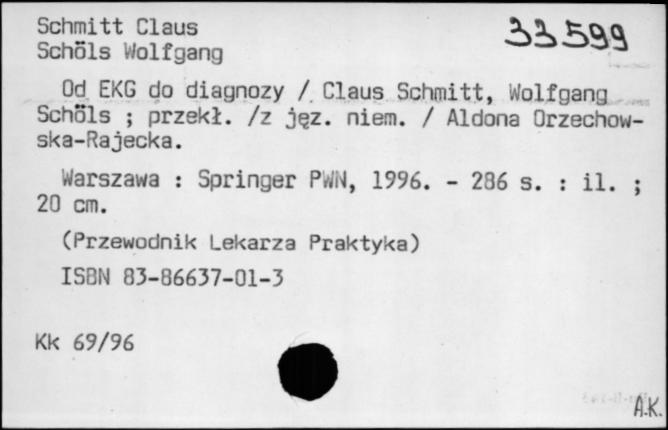 Schmitt Claus
33599
Schöls Wolfgang
Od EKG do diagnozy / Claus Schmitt, Wolfgang
Schöls ; przekł. /z jęz. niem. / Aldona Orzechow-
ska-Rajecka.
Warszawa : Springer PWN, 1996. - 286 s. : il. ;
20 cm.
(Przewodnik Lekarza Praktyka)
ISBN 83-86637-01-3
Kk 69/96
A.K.